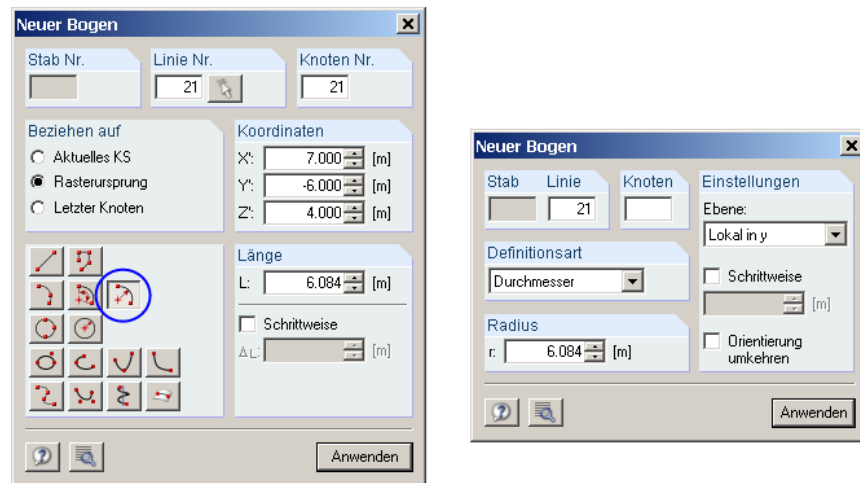 Neuer Bogen
Stab Nr.
Linie Nr.
21
Knoten Nr.
21
Beziehen auf
Aktuelles KS
Rasterursprung
Letzter Knoten
Koordinaten
X': 7.000 [m]
Y': -6.000 [m]
Z': 4.000 [m]
Länge
L: 6.084 [m]
Schrittweise
ΔL: [m]
Anwenden
Neuer Bogen
Stab Linie Knoten
21
Definitionsart
Durchmesser
Radius
r: 6.084 [m]
Einstellungen
Ebene:
Lokal in y
Schrittweise
[m]
Orientierung
umkehren
Anwenden